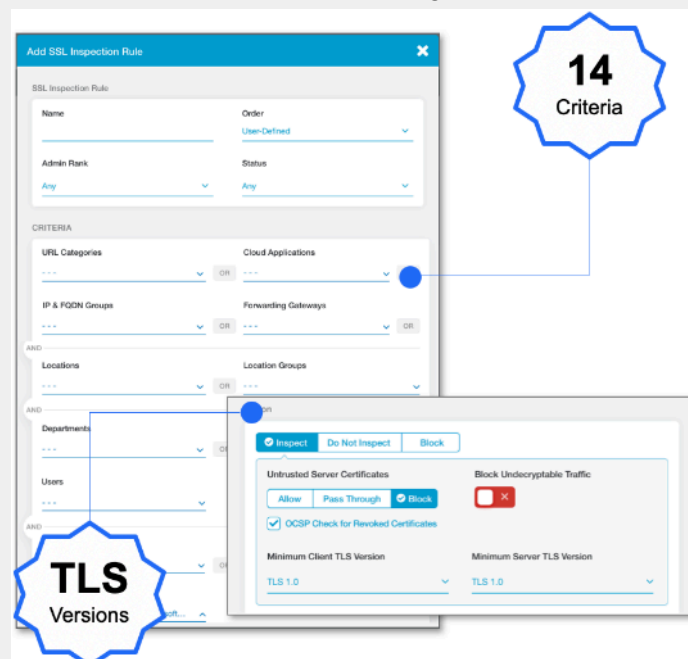 Add SSL Inspection Rule
14
Criteria
SSL Inspection Rule
Name
Order
User-Defined
Admin Rank
Status
Any
Any
CRITERIA
URL Categories
Cloud Applications
- - -
OR
- - -
IP & FQDN Groups
Forwarding Gateways
- - -
OR
- - -
OR
AND
Locations
Location Groups
- - -
OR
- - -
AND
Departments
- - -
Users
- - -
AND
Inspect
Do Not Inspect
Block
Untrusted Server Certificates
Block Undecryptable Traffic
Allow
Pass Through
Block
OCSP Check for Revoked Certificates
Minimum Client TLS Version
Minimum Server TLS Version
TLS 1.0
TLS 1.0
TLS
Versions